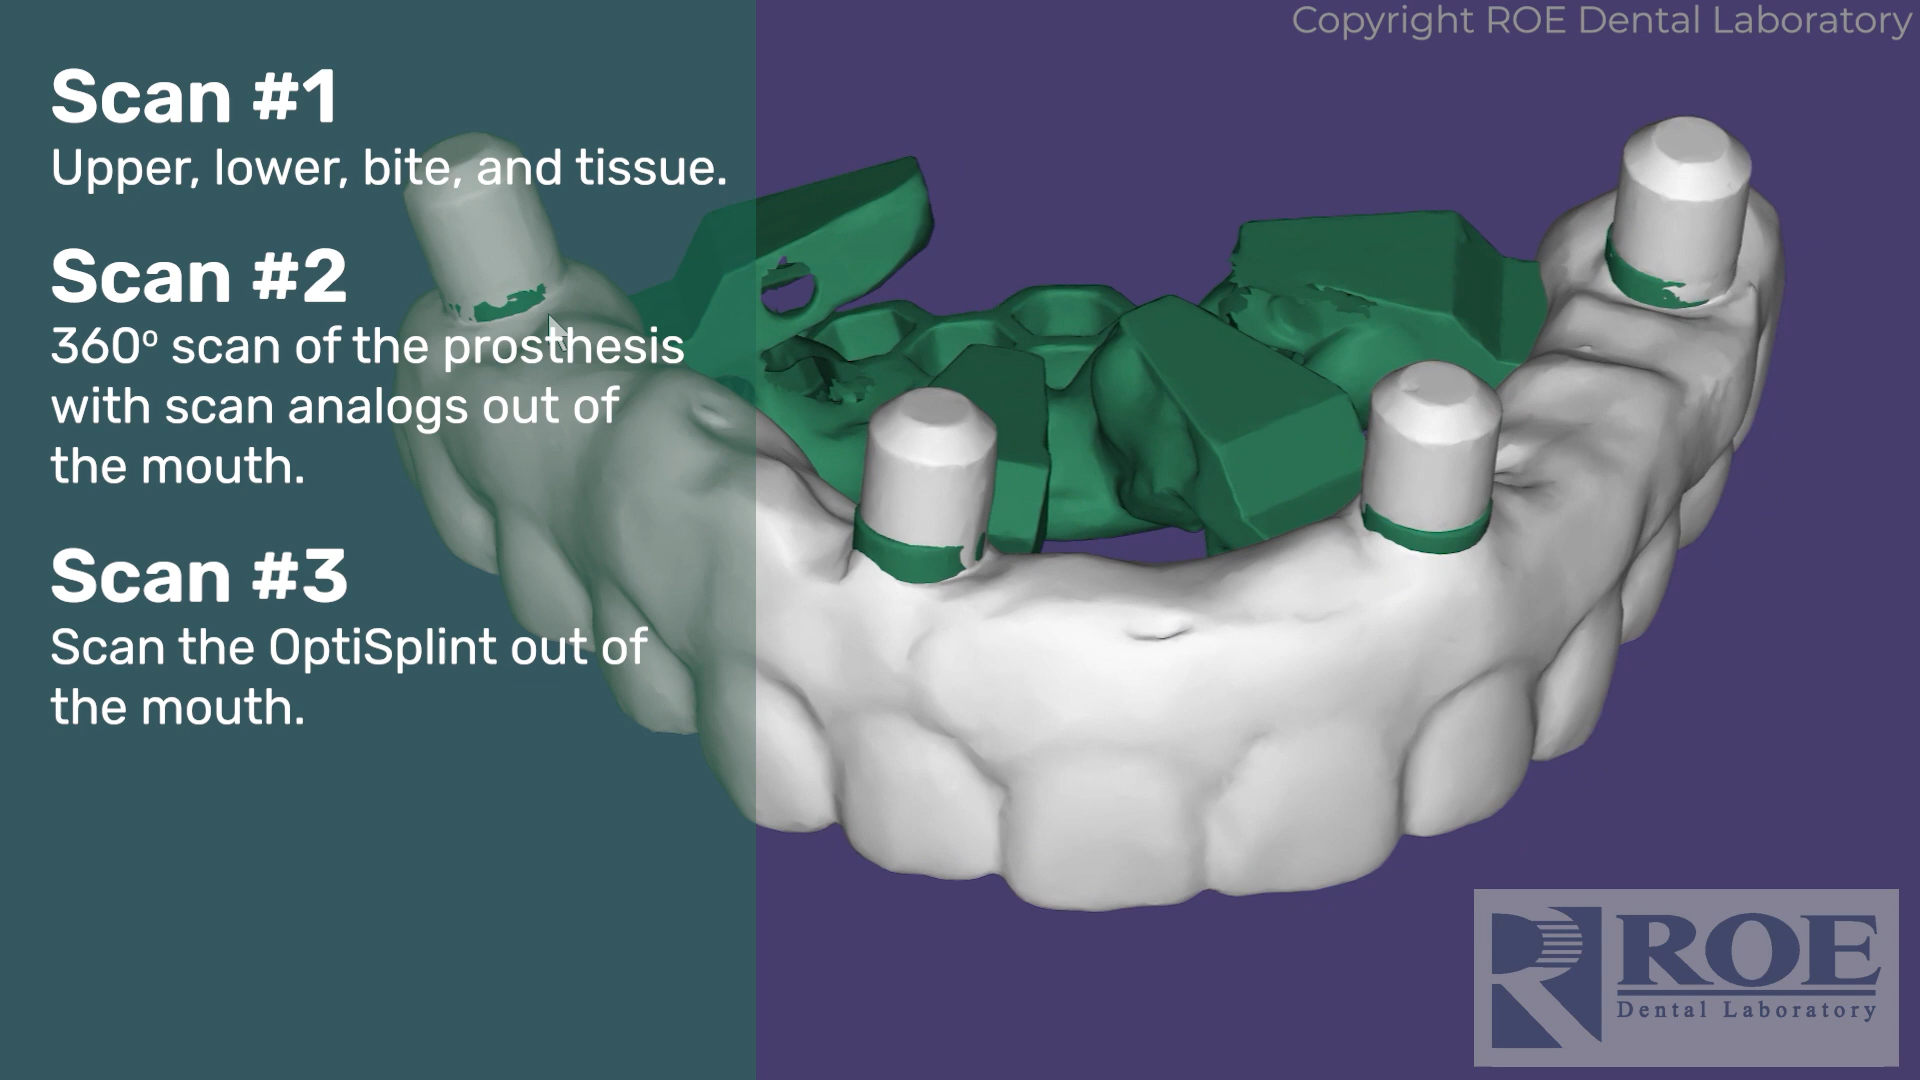 Copyright ROE Dental Laboratory
Scan #1
Upper, lower, bite, and tissue.
Scan #2
360º scan of the prosthesis
with scan analogs out of
the mouth.
Scan #3
Scan the OptiSplint out of
the mouth.
ROE
Dental Laboratory